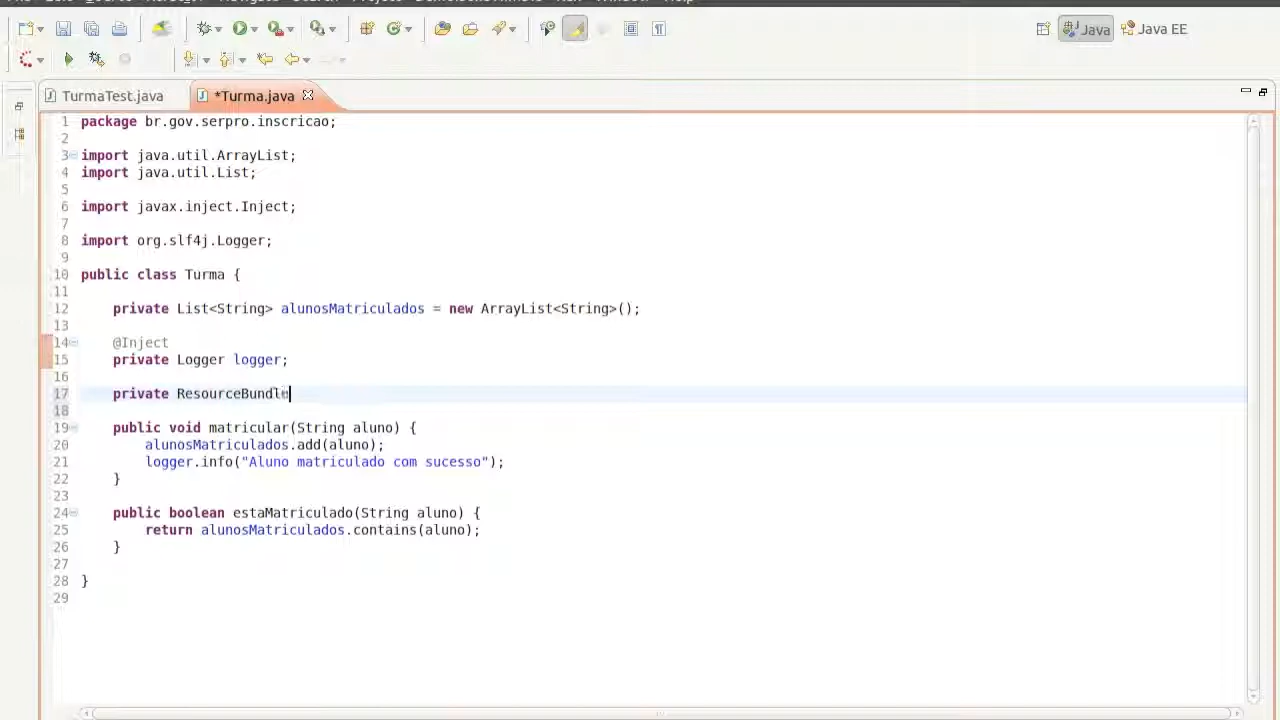 Java
Java EE
TurmaTest.java
*Turma.java
1 package br.gov.serpro.inscricao;
2
3 import java.util.ArrayList;
4 import java.util.List;
5
6 import javax.inject.Inject;
7
8 import org.slf4j.Logger;
9
10 public class Turma {
11
12 private List<String> alunosMatriculados = new ArrayList<String>();
13
14 @Inject
15 private Logger logger;
16
17 private ResourceBundle
18
19 public void matricular(String aluno) {
20 alunosMatriculados.add(aluno);
21 logger.info("Aluno matriculado com sucesso");
22 }
23
24 public boolean estaMatriculado(String aluno) {
25 return alunosMatriculados.contains(aluno);
26 }
27
28 }
29